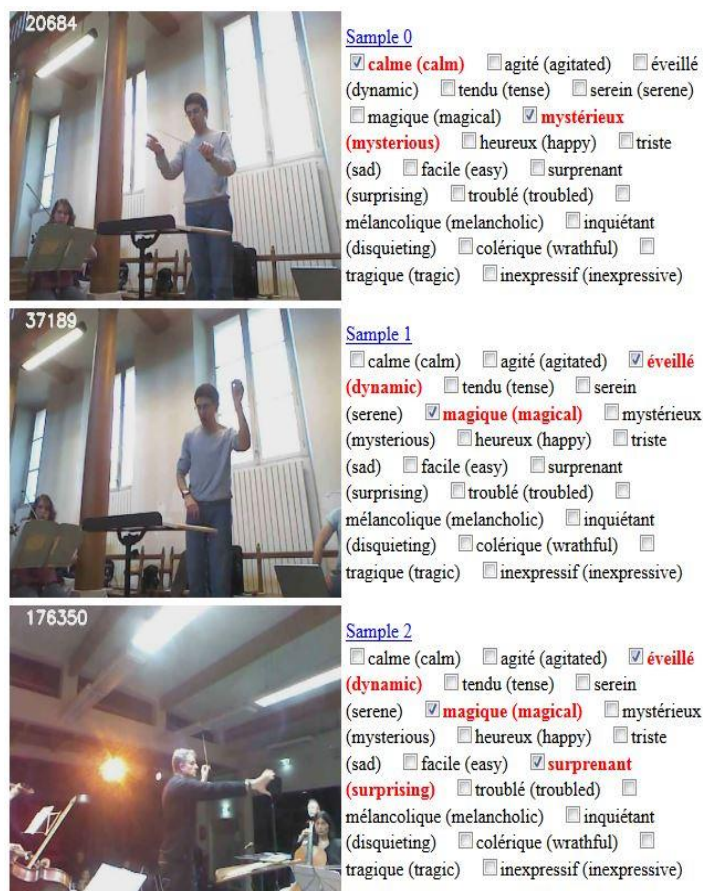 20684
Sample 0
calme (calm) agité (agitated) éveillé
(dynamic) tendu (tense) serein (serene)
magique (magical) mystérieux
(mysterious) heureux (happy) triste
(sad) facile (easy) surprenant
(surprising) troublé (troubled)
mélancolique (melancholic) inquiétant
(disquieting) colérique (wrathful)
tragique (tragic) inexpressif (inexpressive)
37189
Sample 1
calme (calm) agité (agitated) éveillé
(dynamic) tendu (tense) serein
(serene) magique (magical) mystérieux
(mysterious) heureux (happy) triste
(sad) facile (easy) surprenant
(surprising) troublé (troubled)
mélancolique (melancholic) inquiétant
(disquieting) colérique (wrathful)
tragique (tragic) inexpressif (inexpressive)
176350
Sample 2
calme (calm) agité (agitated) éveillé
(dynamic) tendu (tense) serein
(serene) magique (magical) mystérieux
(mysterious) heureux (happy) triste
(sad) facile (easy) surprenant
(surprising) troublé (troubled)
mélancolique (melancholic) inquiétant
(disquieting) colérique (wrathful)
tragique (tragic) inexpressif (inexpressive)